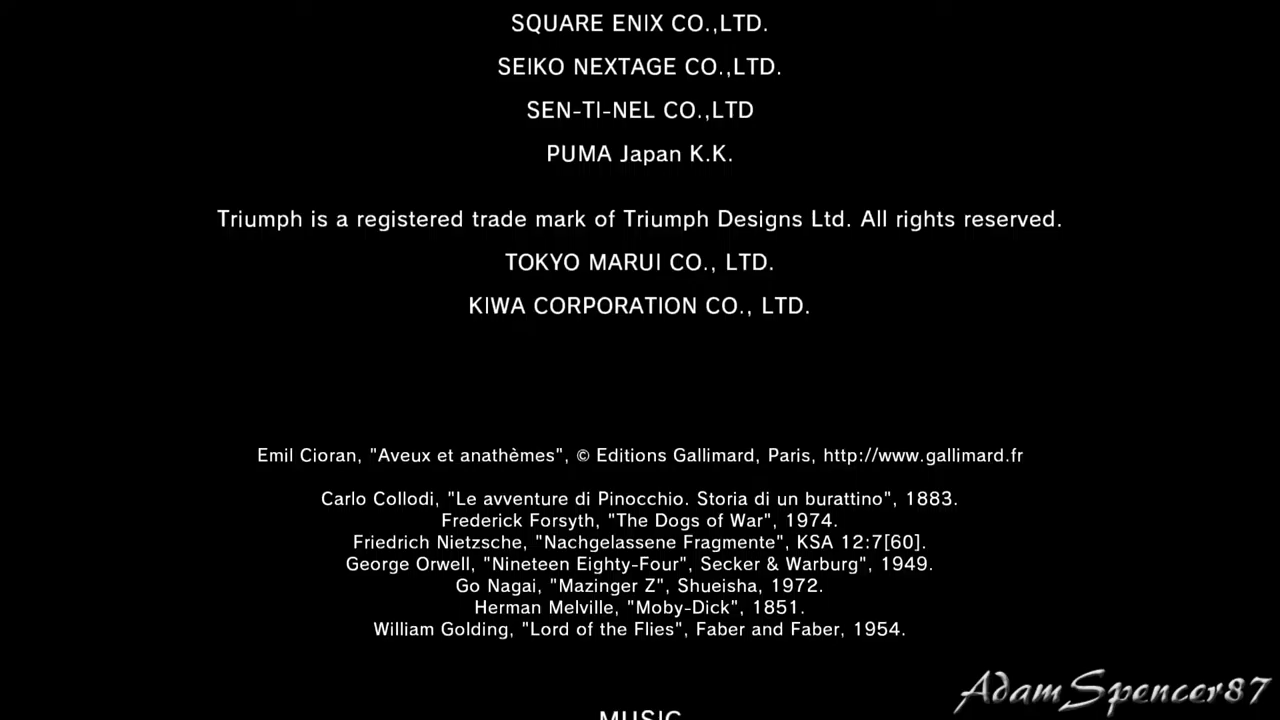 SQUARE ENIX CO.,LTD.
SEIKO NEXTAGE CO.,LTD.
SEN-TI-NEL CO.,LTD
PUMA Japan K.K.
Triumph is a registered trade mark of Triumph Designs Ltd. All rights reserved.
TOKYO MARUI CO., LTD.
KIWA CORPORATION CO., LTD.
Emil Cioran, "Aveux et anathèmes", © Editions Gallimard, Paris, http://www.gallimard.fr
Carlo Collodi, "Le avventure di Pinocchio. Storia di un burattino", 1883.
Frederick Forsyth, "The Dogs of War", 1974.
Friedrich Nietzsche, "Nachgelassene Fragmente", KSA 12:7[60].
George Orwell, "Nineteen Eighty-Four", Secker & Warburg", 1949.
Go Nagai, "Mazinger Z", Shueisha, 1972.
Herman Melville, "Moby-Dick", 1851.
William Golding, "Lord of the Flies", Faber and Faber, 1954.
AdamSpencer87
MUSIC